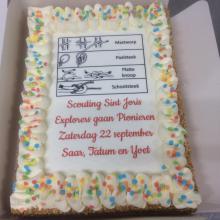 Mastworp
Paalsteek
Platte
knoop
Schootsteek
Scouting Sint Joris
Explorers gaan Pionieren
Zaterdag 22 september
Saar, Tatum en Yoet